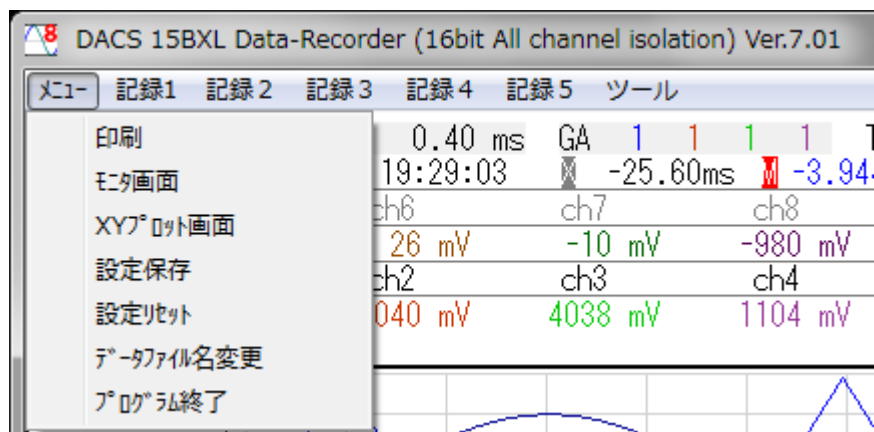 DACS 15BXL Data-Recorder (16bit All channel isolation) Ver.7.01
ﾒﾆｭｰ 記録1 記録２ 記録３ 記録４ 記録５ ツール
印刷
ﾓﾆﾀ画面
XYﾌﾟﾛｯﾄ画面
設定保存
設定ﾘｾｯﾄ
ﾃﾞｰﾀﾌｧｲﾙ名変更
ﾌﾟﾛｸﾞﾗﾑ終了
0.40 ms GA 1 1 1 1
19:29:03 -25.60ms -3.944
ch6 ch7 ch8
26 mV -10 mV -980 mV
ch2 ch3 ch4
040 mV 4038 mV 1104 mV